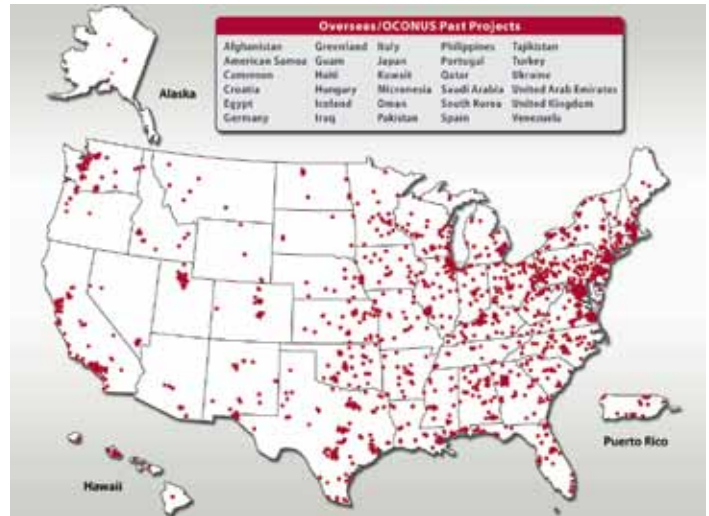 Overseas/OCONUS Past Projects
Afghanistan Greenland Italy Philippines Tajikistan
American Samoa Guam Japan Portugal Turkey
Cameroon Haiti Kuwait Qatar Ukraine
Croatia Hungary Micronesia Saudi Arabia United Arab Emirates
Egypt Iceland Oman South Korea United Kingdom
Germany Iraq Pakistan Spain Venezuela
Alaska
Puerto Rico
Hawaii